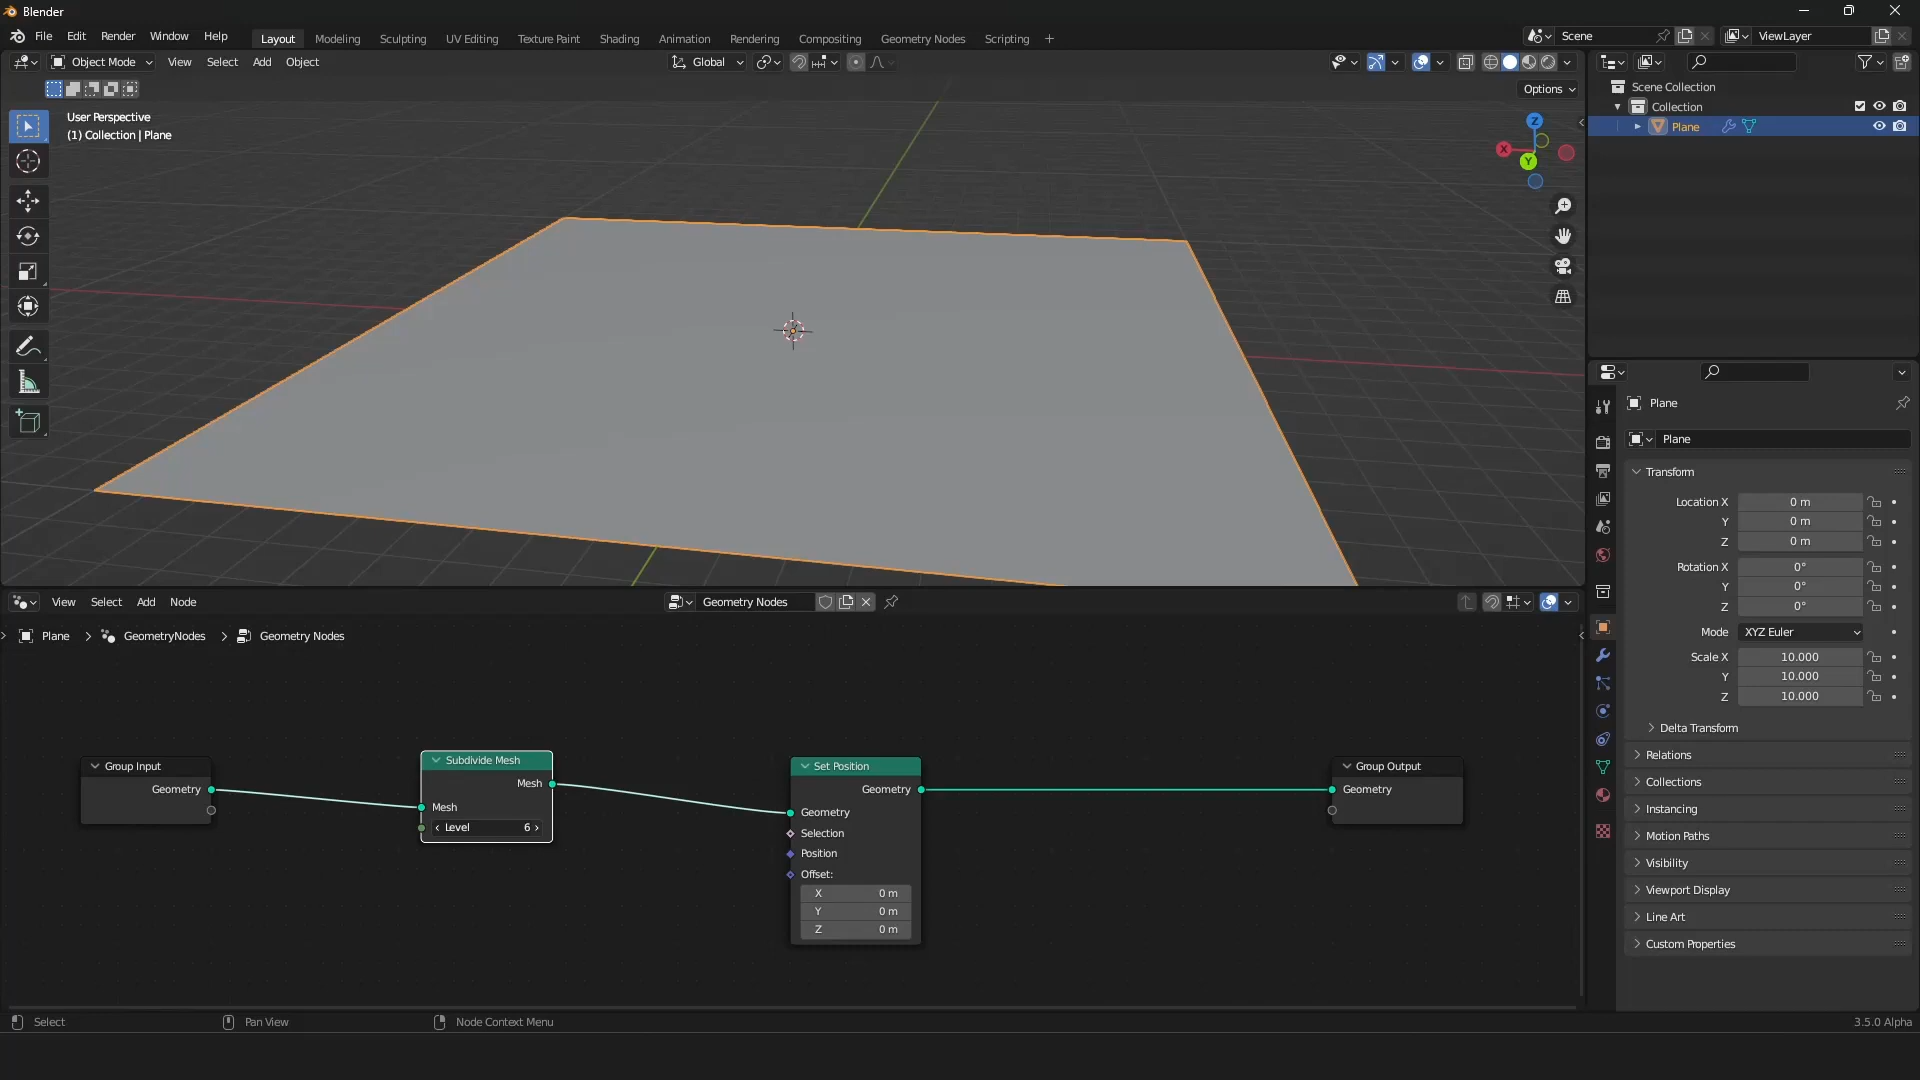 Blender
File Edit Render Window Help Layout Modeling Sculpting UV Editing Texture Paint Shading Animation Rendering Compositing Geometry Nodes Scripting + Scene ViewLayer
Object Mode View Select Add Object Global
Options
User Perspective
(1) Collection | Plane
Z
X
Y
Scene Collection
Collection
Plane
Plane
Plane
Transform
Location X 0 m
Y 0 m
Z 0 m
Rotation X 0°
Y 0°
Z 0°
Mode XYZ Euler
Scale X 10.000
Y 10.000
Z 10.000
Delta Transform
Relations
Collections
Instancing
Motion Paths
Visibility
Viewport Display
Line Art
Custom Properties
View Select Add Node Geometry Nodes
Plane > GeometryNodes > Geometry Nodes
Group Input
Geometry
Subdivide Mesh
Mesh
Mesh
Level 6
Set Position
Geometry
Geometry
Selection
Position
Offset:
X 0 m
Y 0 m
Z 0 m
Group Output
Geometry
Select Pan View Node Context Menu 3.5.0 Alpha